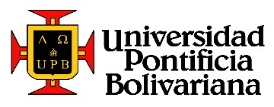 Λ Ω
UPB
Universidad
Pontificia
Bolivariana